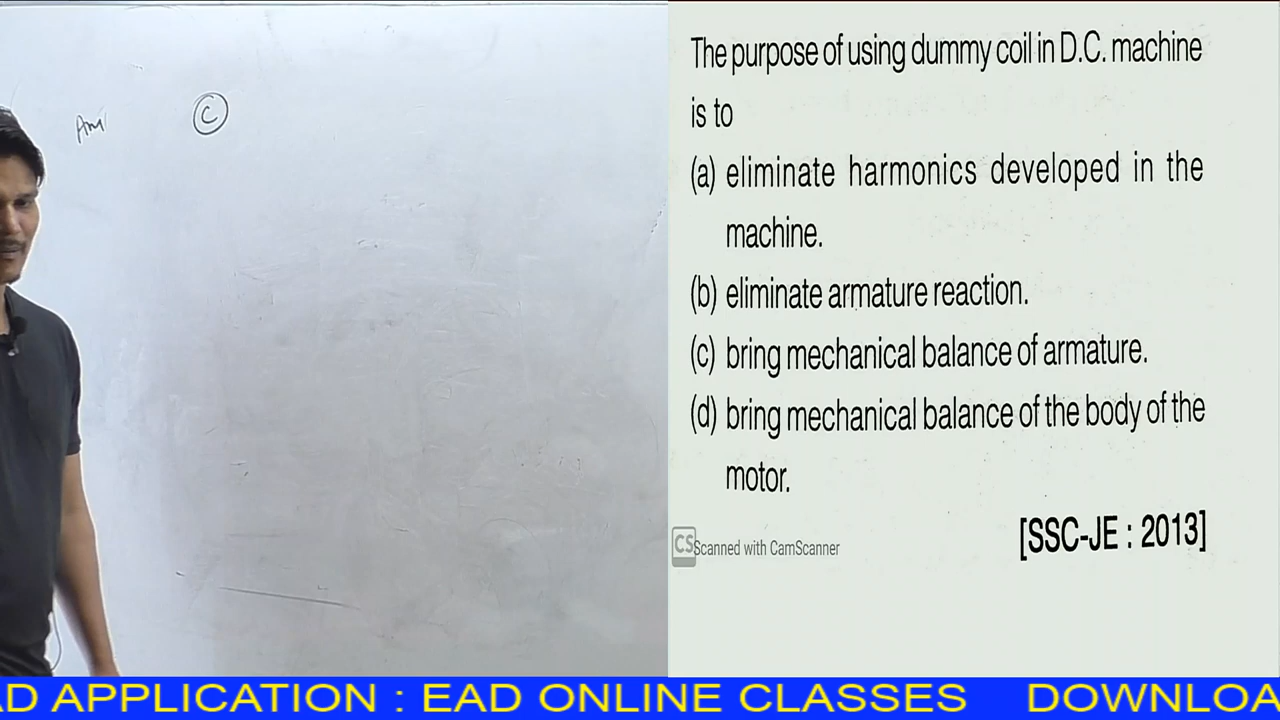 Ans
C
The purpose of using dummy coil in D.C. machine
is to
(a) eliminate harmonics developed in the
machine.
(b) eliminate armature reaction.
(c) bring mechanical balance of armature.
(d) bring mechanical balance of the body of the
motor.
[SSC-JE : 2013]
CS Scanned with CamScanner
AD APPLICATION : EAD ONLINE CLASSES DOWNLOA